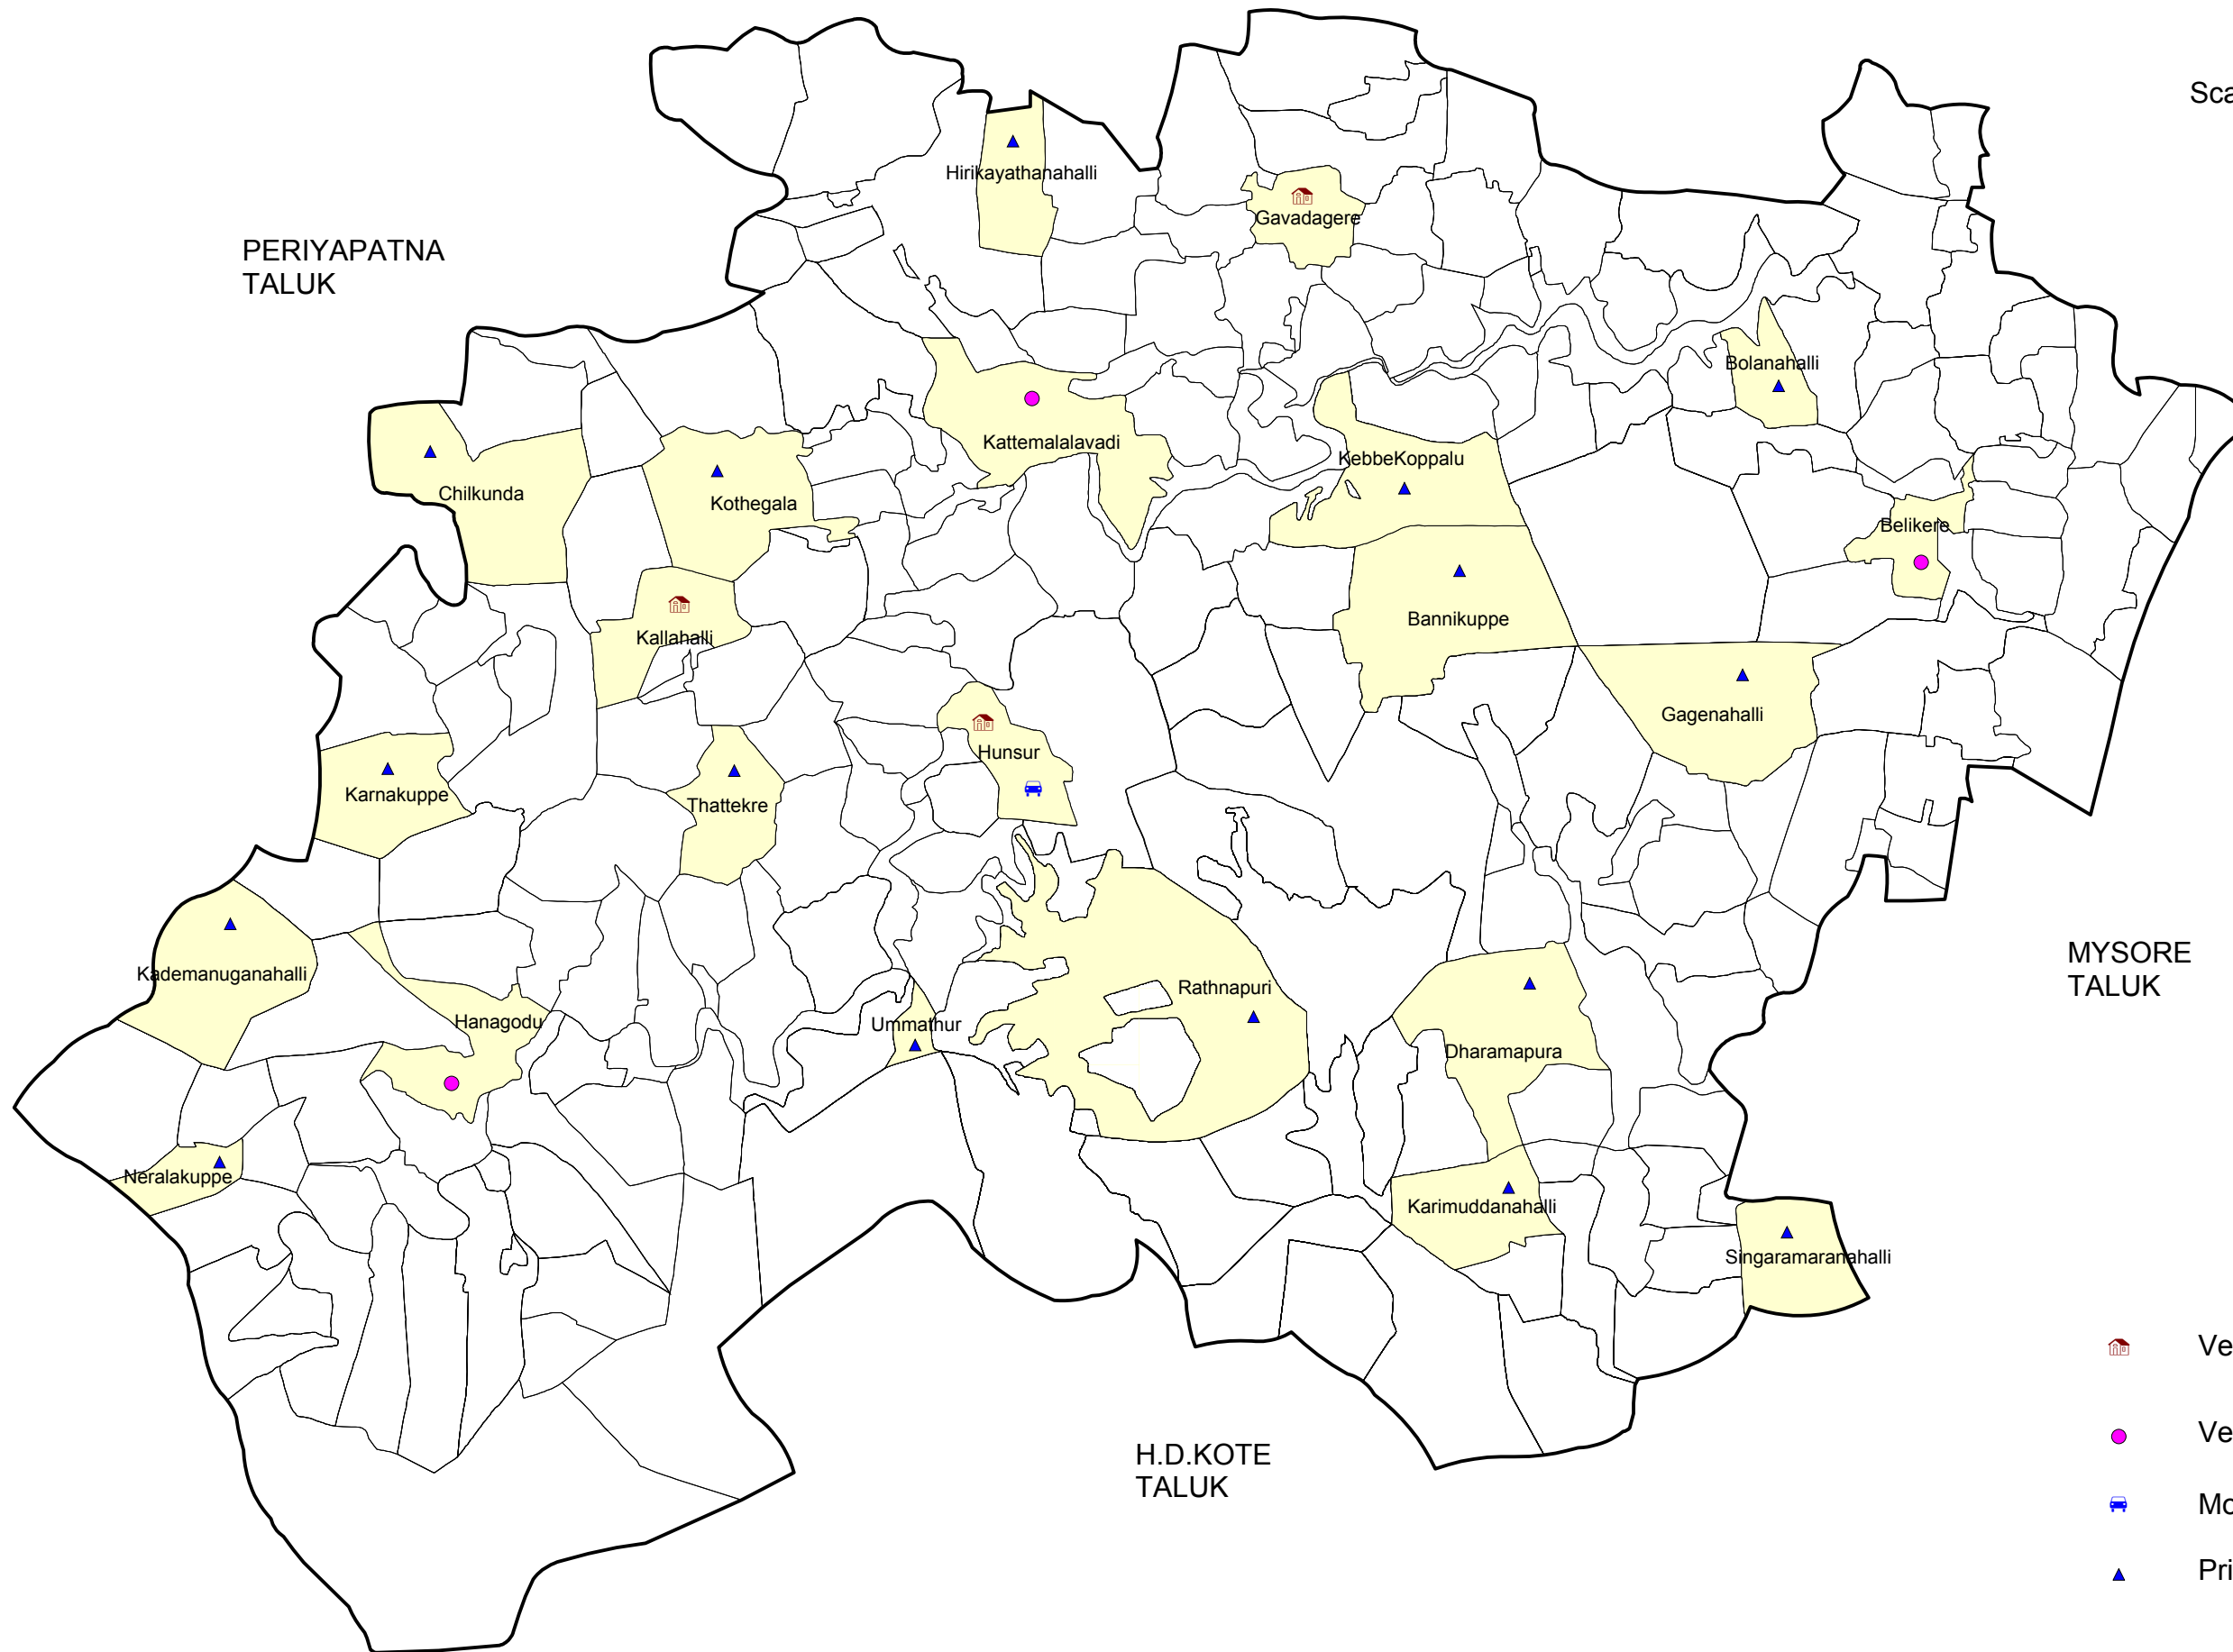 Sca
Hirikayathanahalli
Gavadagere
PERIYAPATNA
TALUK
Bolanahalli
Kattemalalavadi
KebbeKoppalu
Chilkunda
Kothegala
Belikere
Bannikuppe
Kallahalli
Gagenahalli
Hunsur
Karnakuppe
Thattekre
MYSORE
TALUK
Kademanuganahalli
Rathnapuri
Hanagodu
Ummathur
Dharamapura
Neralakuppe
Karimuddanahalli
Singaramaranahalli
Ve
Ve
H.D.KOTE
TALUK
Mo
Pri